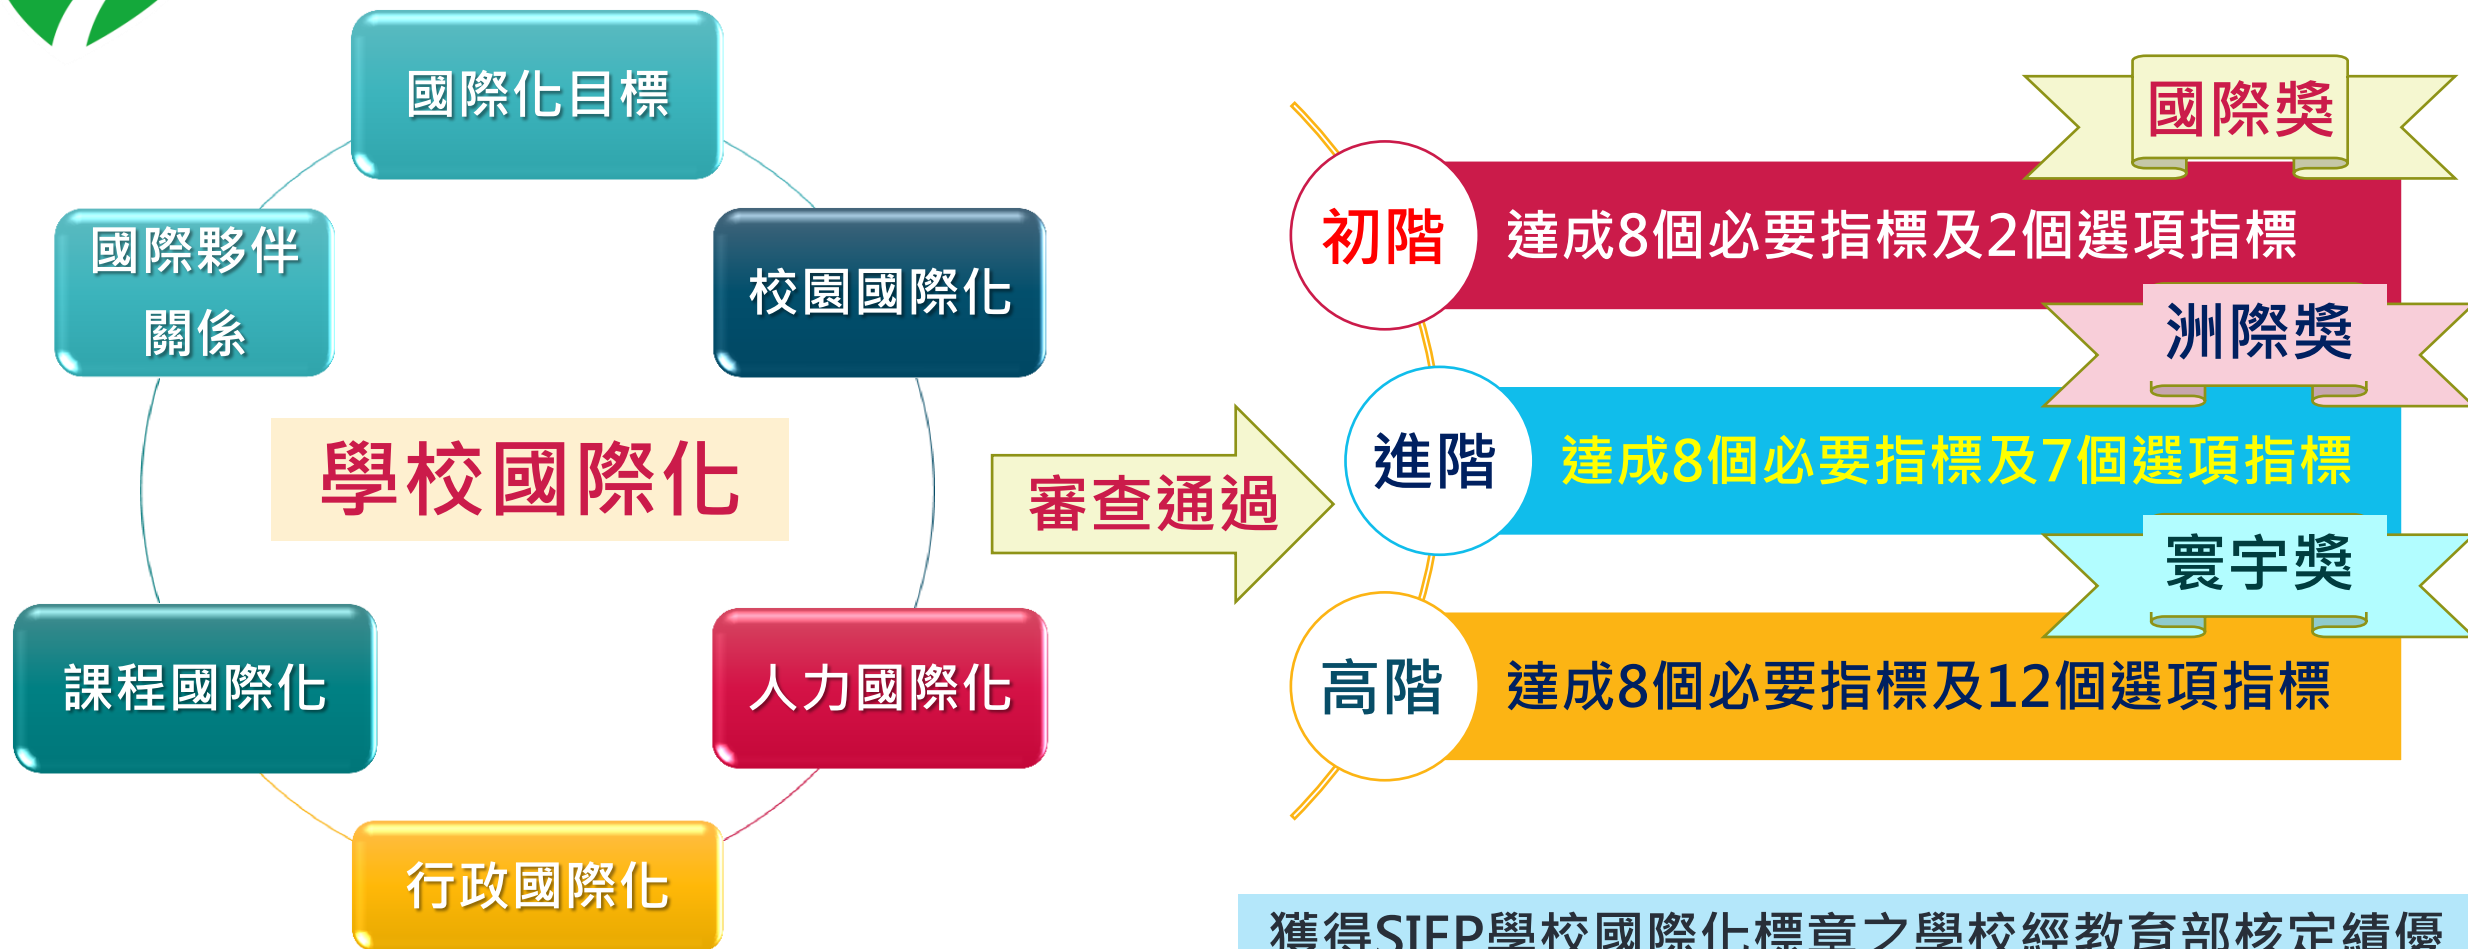 國際化目標
國際夥伴
關係
校園國際化
學校國際化
課程國際化
人力國際化
行政國際化
審查通過
國際獎
初階
達成8個必要指標及2個選項指標
洲際獎
進階
達成8個必要指標及7個選項指標
寰宇獎
高階
達成8個必要指標及12個選項指標
獲得SIEP學校國際化標章之學校經教育部核定績優